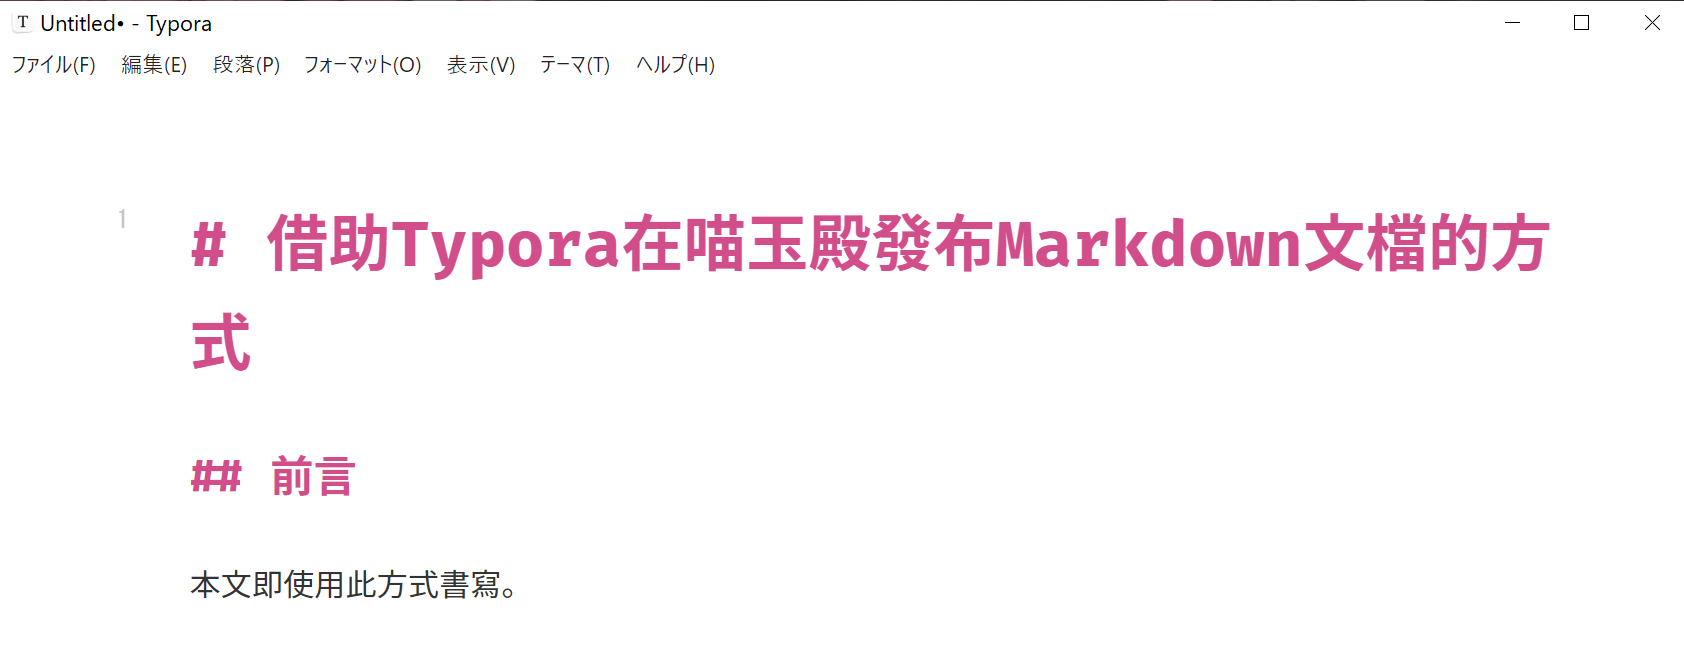 Untitled• - Typora
ファイル(F) 編集(E) 段落(P) フォーマット(O) 表示(V) テーマ(T) ヘルプ(H)
1
# 借助Typora在喵玉殿發布Markdown文檔的方
式
## 前言
本文即使用此方式書寫。